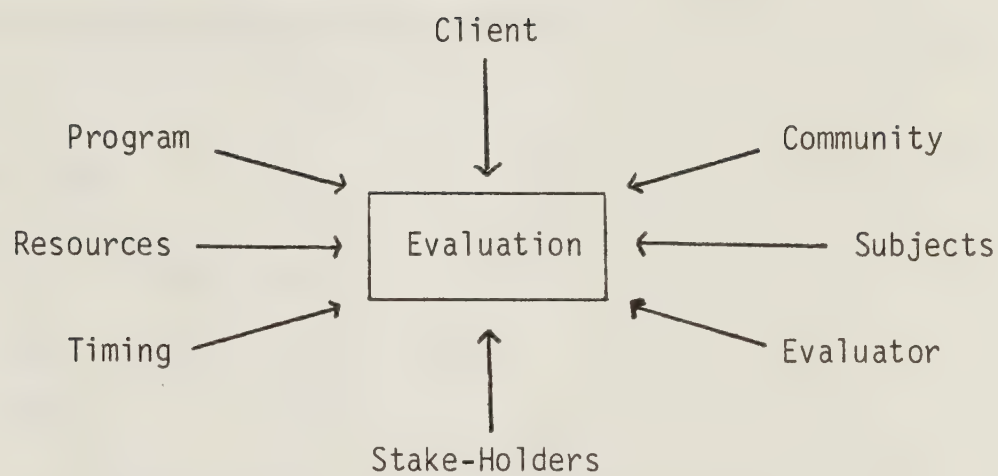 Client
Program
Community
Resources
Evaluation
Subjects
Timing
Evaluator
Stake-Holders